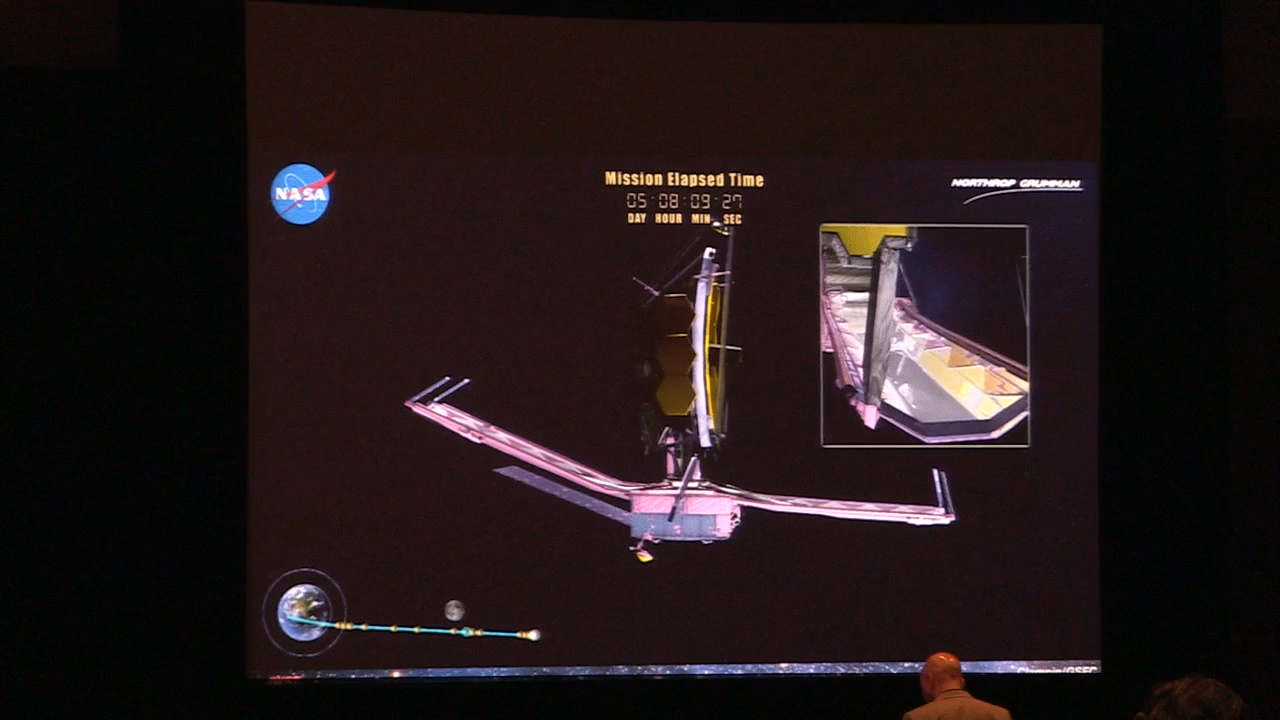 NASA
Mission Elapsed Time
05:08:09:27
DAY HOUR MIN SEC
NORTHROP GRUMMAN